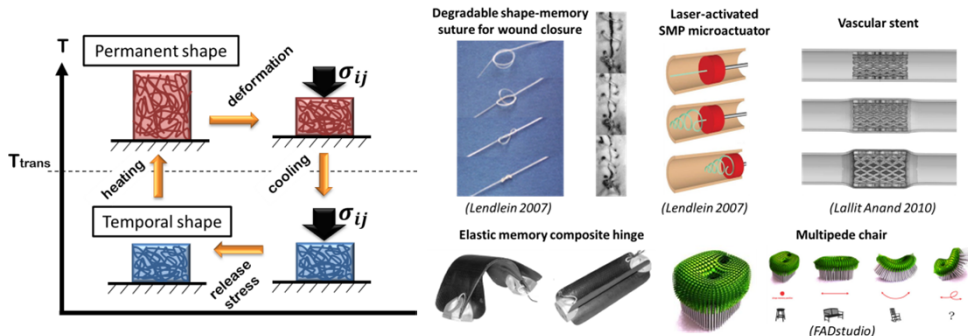 T
Permanent shape
deformation
σij
Ttrans
heating
cooling
Temporal shape
σij
release
stress
Degradable shape-memory
suture for wound closure
(Lendlein 2007)
Laser-activated
SMP microactuator
(Lendlein 2007)
Vascular stent
(Lallit Anand 2010)
Elastic memory composite hinge
Multipede chair
?
(FADstudio)